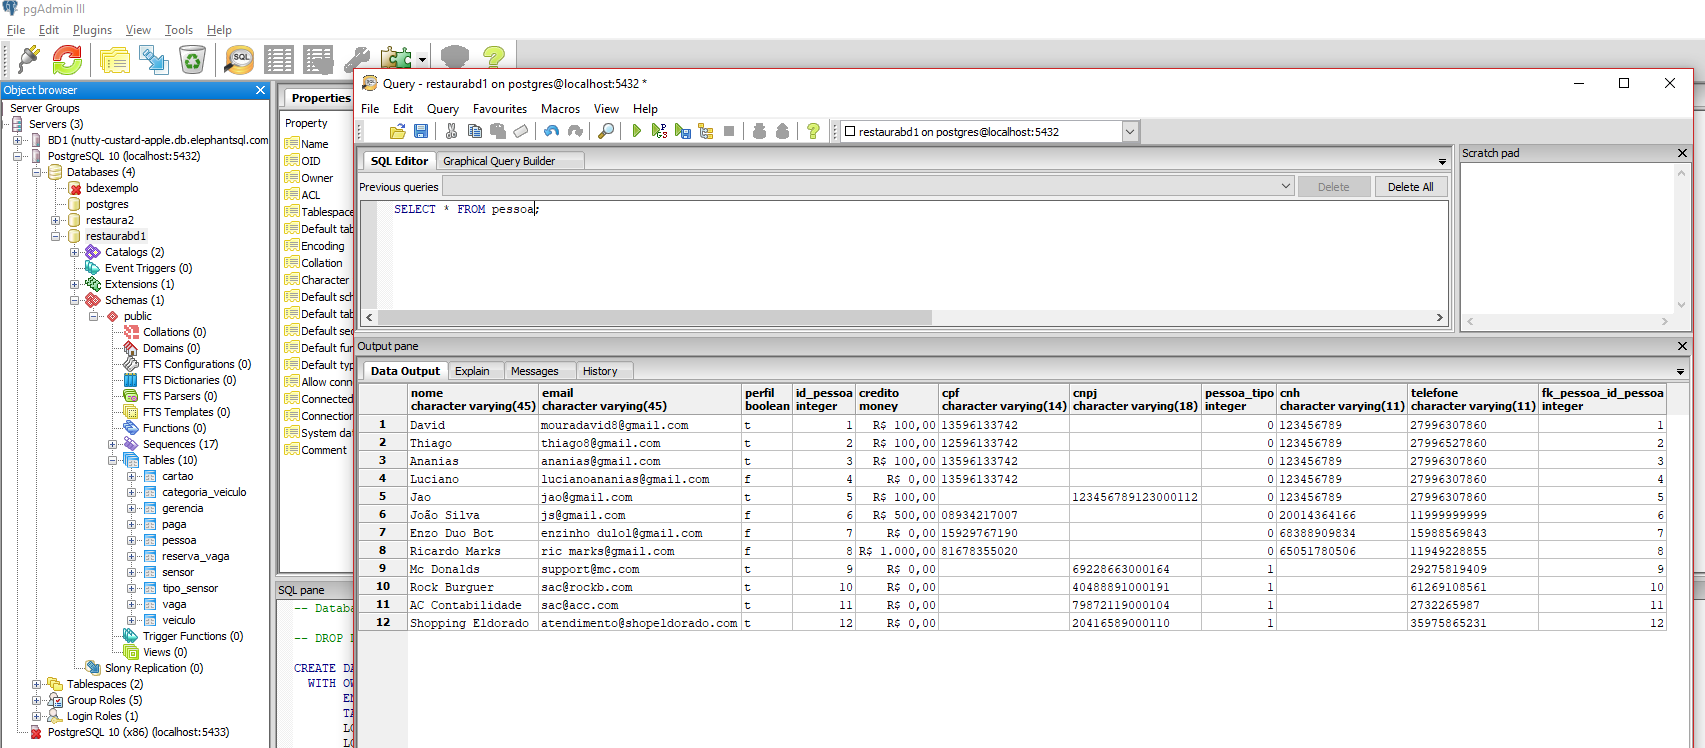 pgAdmin III
File Edit Plugins View Tools Help
Object browser
Server Groups
Servers (3)
BD1 (nutty-custard-apple.db.elephantsql.com
PostgreSQL 10 (localhost:5432)
Databases (4)
bdexemplo
postgres
restaura2
restaurabd1
Catalogs (2)
Event Triggers (0)
Extensions (1)
Schemas (1)
public
Collations (0)
Domains (0)
FTS Configurations (0)
FTS Dictionaries (0)
FTS Parsers (0)
FTS Templates (0)
Functions (0)
Sequences (17)
Tables (10)
cartao
categoria_veiculo
gerencia
paga
pessoa
reserva_vaga
sensor
tipo_sensor
vaga
veiculo
Trigger Functions (0)
Views (0)
Slony Replication (0)
Tablespaces (2)
Group Roles (5)
Login Roles (1)
PostgreSQL 10 (x86) (localhost:5433)
Properties
Property
Name
OID
Owner
ACL
Tablespace
Default tab
Encoding
Collation
Character
Default sch
Default tab
Default seq
Default fun
Default typ
Allow conn
Connected
Connection
System dat
Comment
SQL pane
-- Databa
-- DROP D
CREATE DA
WITH OW
EN
TA
LC
LC
Query - restaurabd1 on postgres@localhost:5432 *
File Edit Query Favourites Macros View Help
restaurabd1 on postgres@localhost:5432
SQL Editor Graphical Query Builder
Previous queries Delete Delete All
SELECT * FROM pessoa;
Scratch pad
Output pane
Data Output Explain Messages History
nome email perfil id_pessoa credito cpf cnpj pessoa_tipo cnh telefone fk_pessoa_id_pessoa
character varying(45) character varying(45) boolean integer money character varying(14) character varying(18) integer character varying(11) character varying(11) integer
1 David mouradavid8@gmail.com t 1 R$ 100,00 13596133742 0 123456789 27996307860 1
2 Thiago thiago8@gmail.com t 2 R$ 100,00 12596133742 0 123456789 27996527860 2
3 Ananias ananias@gmail.com t 3 R$ 100,00 13596133742 0 123456789 27996307860 3
4 Luciano lucianoananias@gmail.com f 4 R$ 0,00 13596133742 0 123456789 27996307860 4
5 Jao jao@gmail.com t 5 R$ 100,00 123456789123000112 0 123456789 27996307860 5
6 João Silva js@gmail.com f 6 R$ 500,00 08934217007 0 20014364166 11999999999 6
7 Enzo Duo Bot enzinho_dulol@gmail.com f 7 R$ 0,00 15929767190 0 68388909834 15988569843 7
8 Ricardo Marks ric_marks@gmail.com f 8 R$ 1.000,00 81678355020 0 65051780506 11949228855 8
9 Mc Donalds support@mc.com t 9 R$ 0,00 69228663000164 1 29275819409 9
10 Rock Burguer sac@rockb.com t 10 R$ 0,00 40488891000191 1 61269108561 10
11 AC Contabilidade sac@acc.com t 11 R$ 0,00 79872119000104 1 2732265987 11
12 Shopping Eldorado atendimento@shopeldorado.com t 12 R$ 0,00 20416589000110 1 35975865231 12